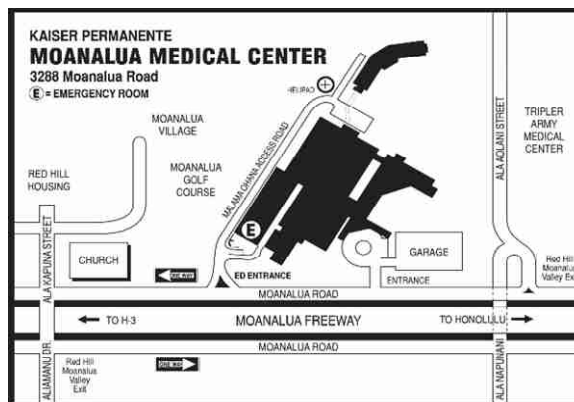 KAISER PERMANENTE
MOANALUA MEDICAL CENTER
3288 Moanalua Road
E = EMERGENCY ROOM
HELIPAD
MOANALUA
VILLAGE
RED HILL
HOUSING
MOANALUA
GOLF
COURSE
MALAMA OHANA ACCESS ROAD
ALA AOLANI STREET
TRIPLER
ARMY
MEDICAL
CENTER
ALA KAPUNA STREET
CHURCH
E
GARAGE
ONE WAY
ED ENTRANCE
ENTRANCE
Red Hill
Moanalua
Valley Exit
MOANALUA ROAD
TO H-3
MOANALUA FREEWAY
TO HONOLULU
MOANALUA ROAD
ALIAMANU DR.
Red Hill
Moanalua
Valley
Exit
ONE WAY
ALA NAPUNANI